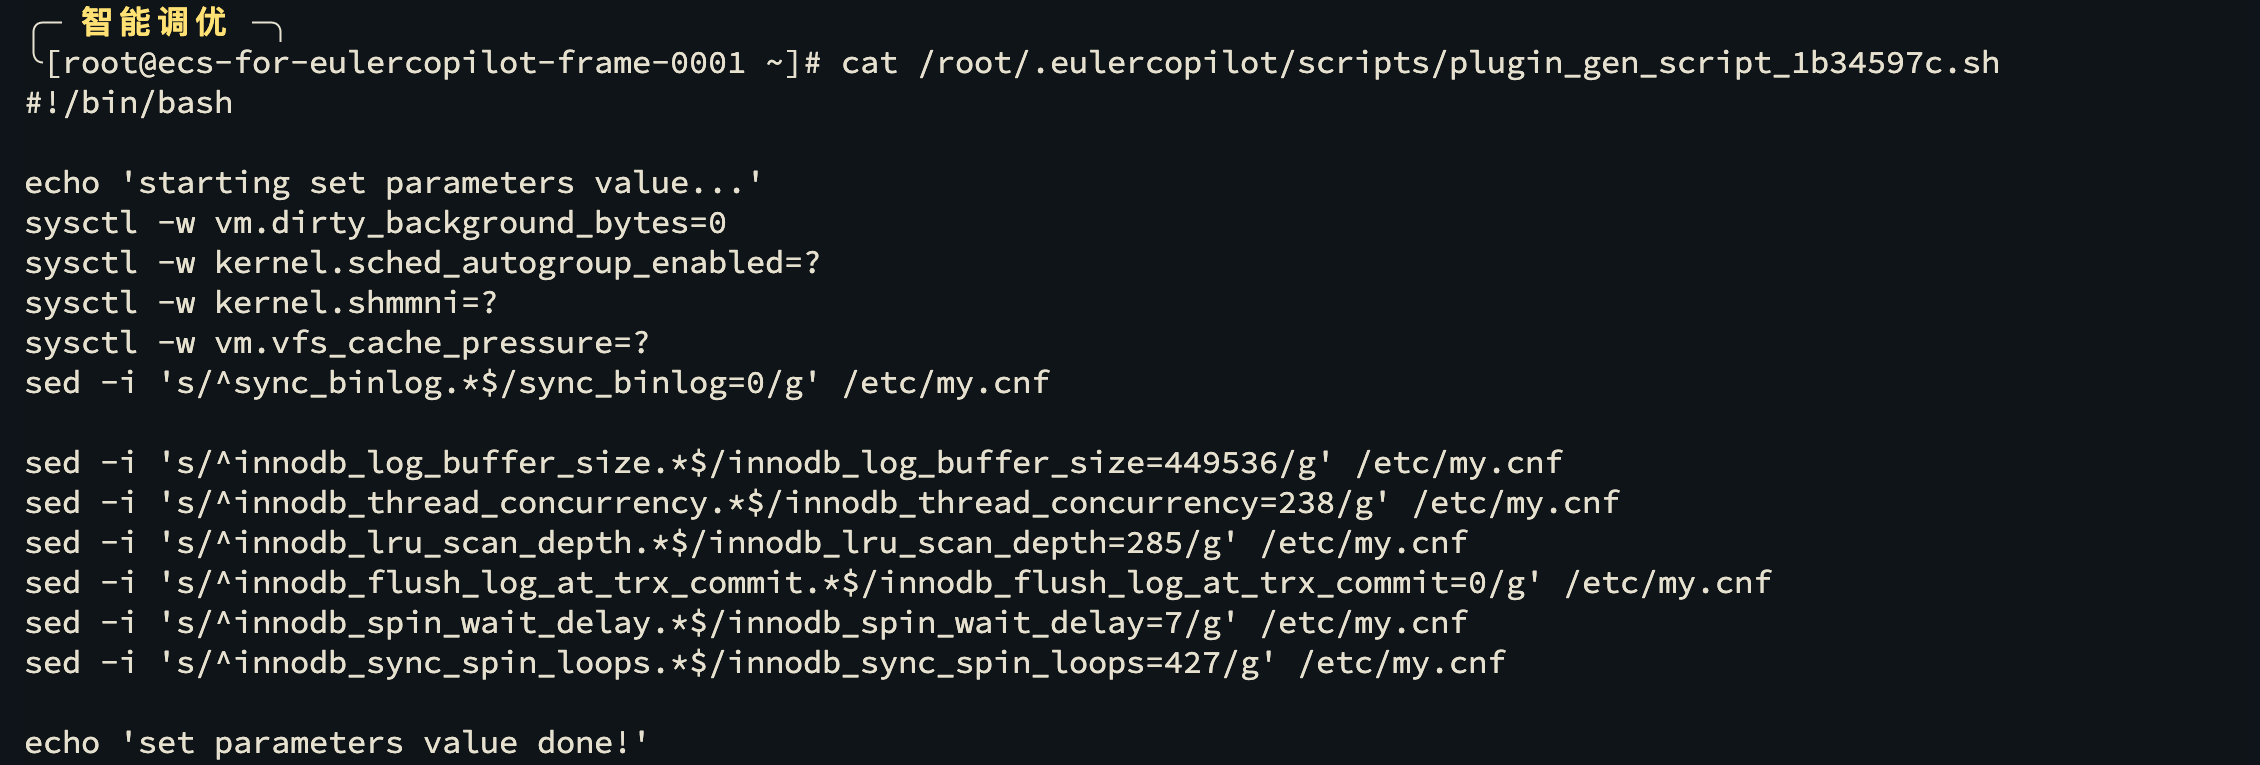 智能调优
[root@ecs-for-eulercopilot-frame-0001 ~]# cat /root/.eulercopilot/scripts/plugin_gen_script_1b34597c.sh
#!/bin/bash
echo 'starting set parameters value...'
sysctl -w vm.dirty_background_bytes=0
sysctl -w kernel.sched_autogroup_enabled=?
sysctl -w kernel.shmmni=?
sysctl -w vm.vfs_cache_pressure=?
sed -i 's/^sync_binlog.*$/sync_binlog=0/g' /etc/my.cnf
sed -i 's/^innodb_log_buffer_size.*$/innodb_log_buffer_size=449536/g' /etc/my.cnf
sed -i 's/^innodb_thread_concurrency.*$/innodb_thread_concurrency=238/g' /etc/my.cnf
sed -i 's/^innodb_lru_scan_depth.*$/innodb_lru_scan_depth=285/g' /etc/my.cnf
sed -i 's/^innodb_flush_log_at_trx_commit.*$/innodb_flush_log_at_trx_commit=0/g' /etc/my.cnf
sed -i 's/^innodb_spin_wait_delay.*$/innodb_spin_wait_delay=7/g' /etc/my.cnf
sed -i 's/^innodb_sync_spin_loops.*$/innodb_sync_spin_loops=427/g' /etc/my.cnf
echo 'set parameters value done!'